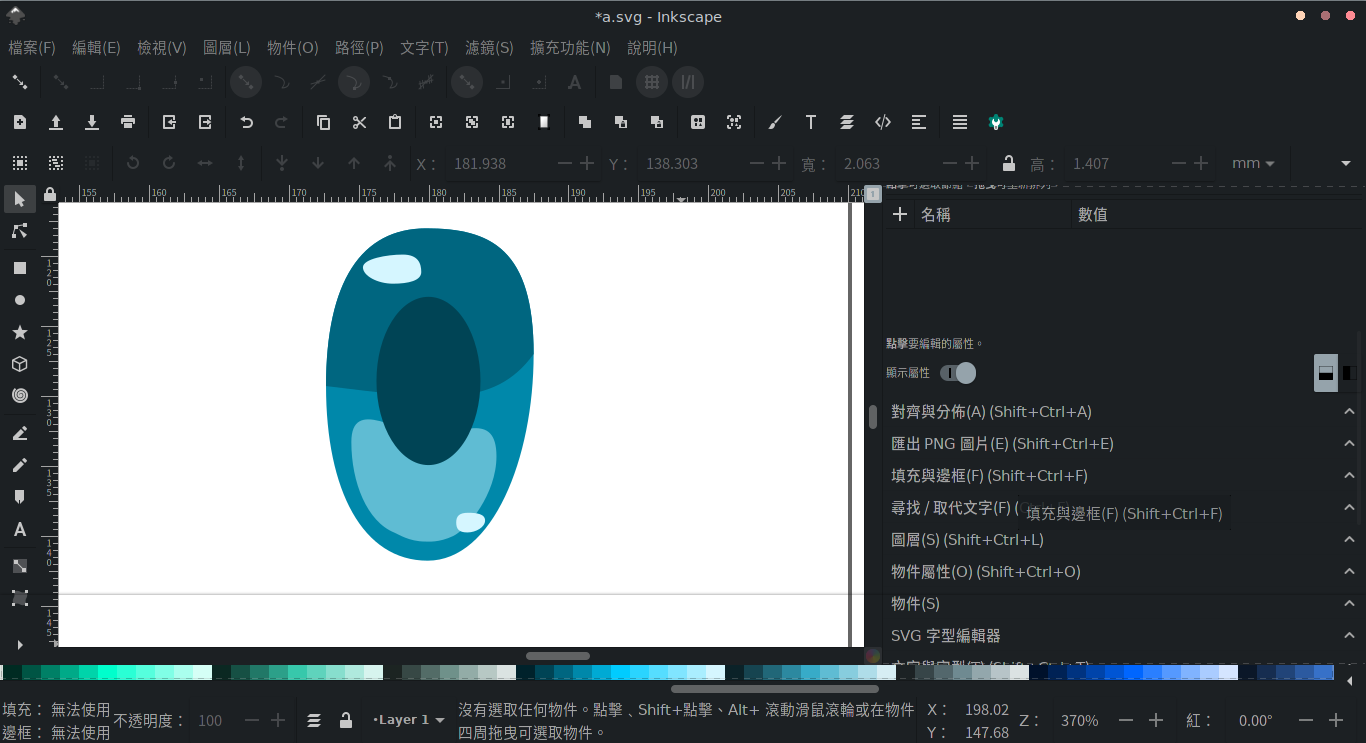 *a.svg - Inkscape
檔案(F) 編輯(E) 檢視(V) 圖層(L) 物件(O) 路徑(P) 文字(T) 濾鏡(S) 擴充功能(N) 說明(H)
X： 181.938 Y： 138.303 寬： 2.063 高： 1.407 mm
155 160 165 170 175 180 185 190 195 200 205 210
1
120
125
130
135
140
145
名稱 數值
點擊要編輯的屬性。
顯示屬性
對齊與分佈(A) (Shift+Ctrl+A)
匯出 PNG 圖片(E) (Shift+Ctrl+E)
填充與邊框(F) (Shift+Ctrl+F)
尋找 / 取代文字(F) (
填充與邊框(F) (Shift+Ctrl+F)
圖層(S) (Shift+Ctrl+L)
物件屬性(O) (Shift+Ctrl+O)
物件(S)
SVG 字型編輯器
填充： 無法使用
邊框： 無法使用
不透明度： 100
•Layer 1
沒有選取任何物件。點擊﹑Shift+點擊、Alt+ 滾動滑鼠滾輪或在物件
四周拖曳可選取物件。
X： 198.02
Y： 147.68
Z： 370%
紅： 0.00°